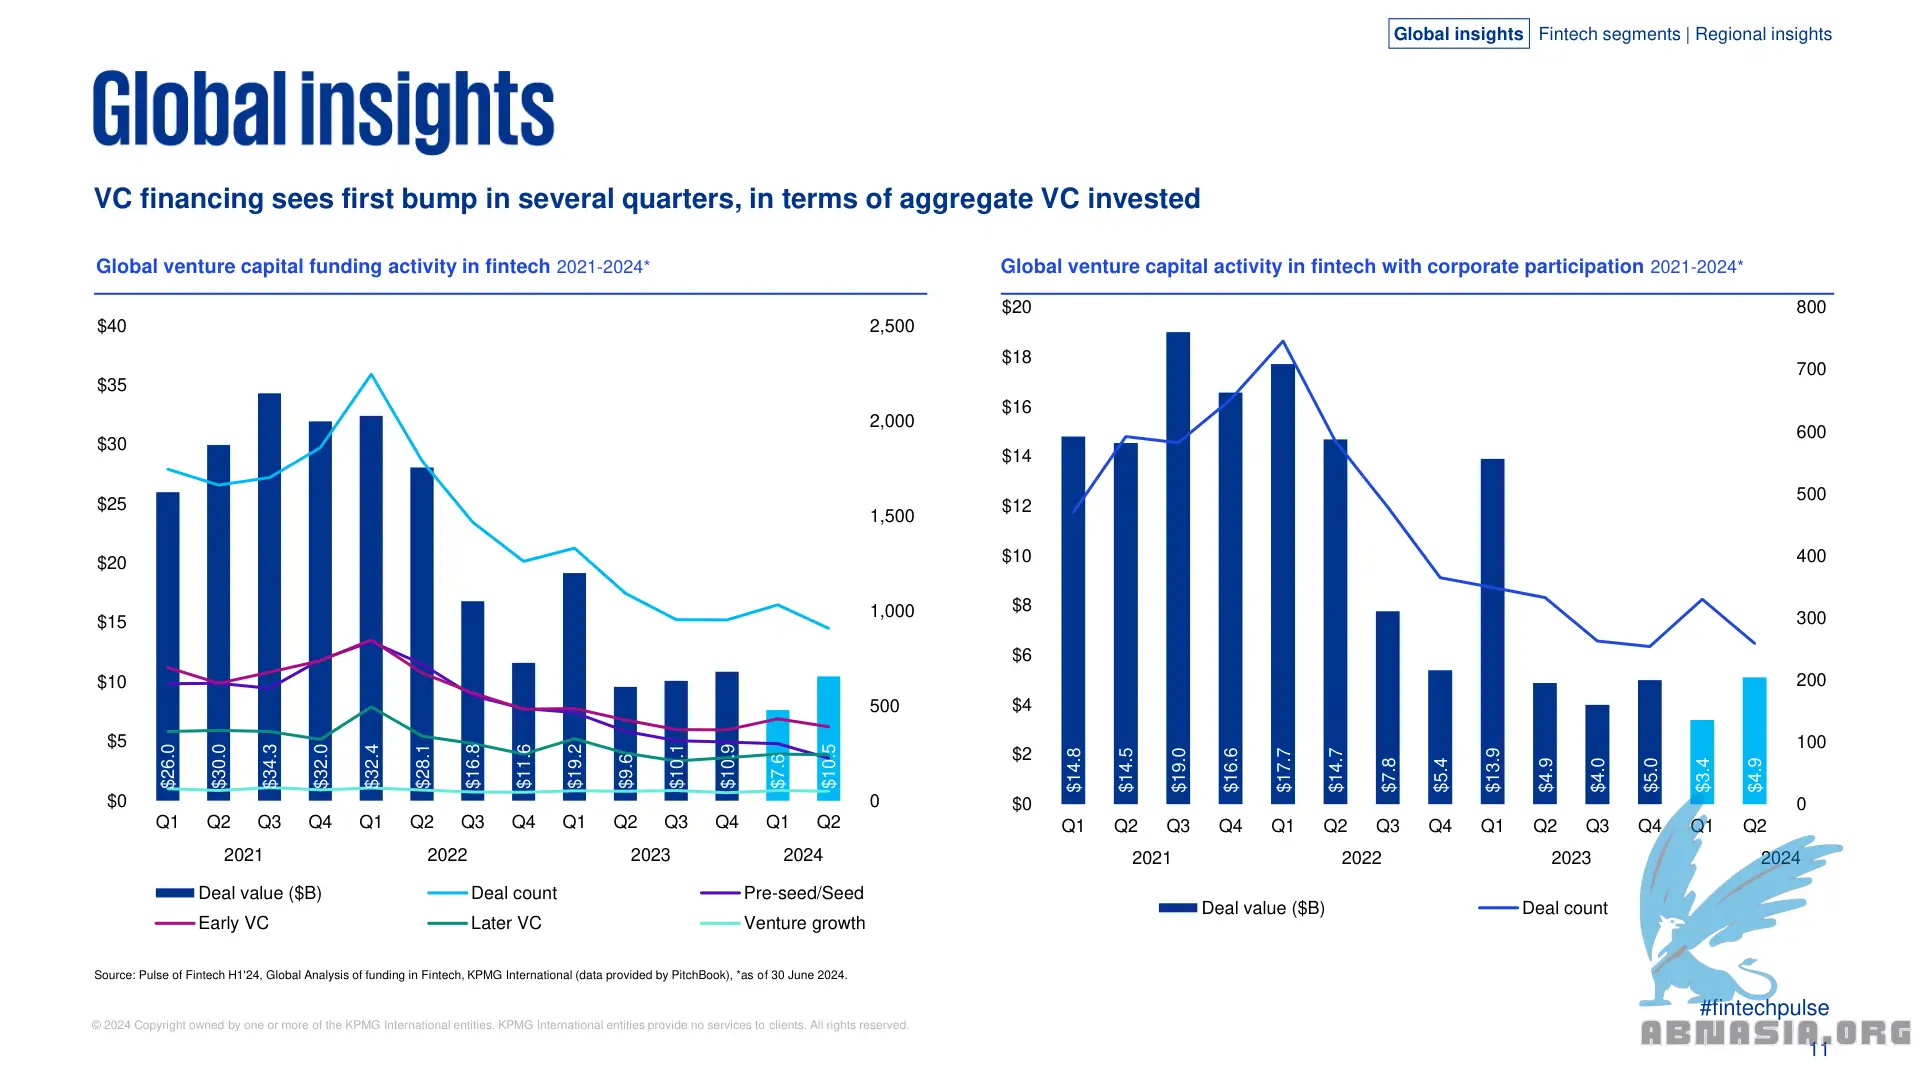 Global insights Fintech segments | Regional insights
Global insights
VC financing sees first bump in several quarters, in terms of aggregate VC invested
Global venture capital funding activity in fintech 2021-2024*
$40
$35
$30
$25
$20
$15
$10
$5
$0
2,500
2,000
1,500
1,000
500
0
$26.0 $30.0 $34.3 $32.0 $32.4 $28.1 $16.8 $11.6 $19.2 $9.6 $10.1 $10.9 $7.6 $10.5
Q1 Q2 Q3 Q4 Q1 Q2 Q3 Q4 Q1 Q2 Q3 Q4 Q1 Q2
2021 2022 2023 2024
Deal value ($B) Deal count Pre-seed/Seed
Early VC Later VC Venture growth
Global venture capital activity in fintech with corporate participation 2021-2024*
$20
$18
$16
$14
$12
$10
$8
$6
$4
$2
$0
800
700
600
500
400
300
200
100
0
$14.8 $14.5 $19.0 $16.6 $17.7 $14.7 $7.8 $5.4 $13.9 $4.9 $4.0 $5.0 $3.4 $4.9
Q1 Q2 Q3 Q4 Q1 Q2 Q3 Q4 Q1 Q2 Q3 Q4 Q1 Q2
2021 2022 2023 2024
Deal value ($B) Deal count
Source: Pulse of Fintech H1'24, Global Analysis of funding in Fintech, KPMG International (data provided by PitchBook), *as of 30 June 2024.
#fintechpulse
© 2024 Copyright owned by one or more of the KPMG International entities. KPMG International entities provide no services to clients. All rights reserved.
ABNASIA.ORG
11